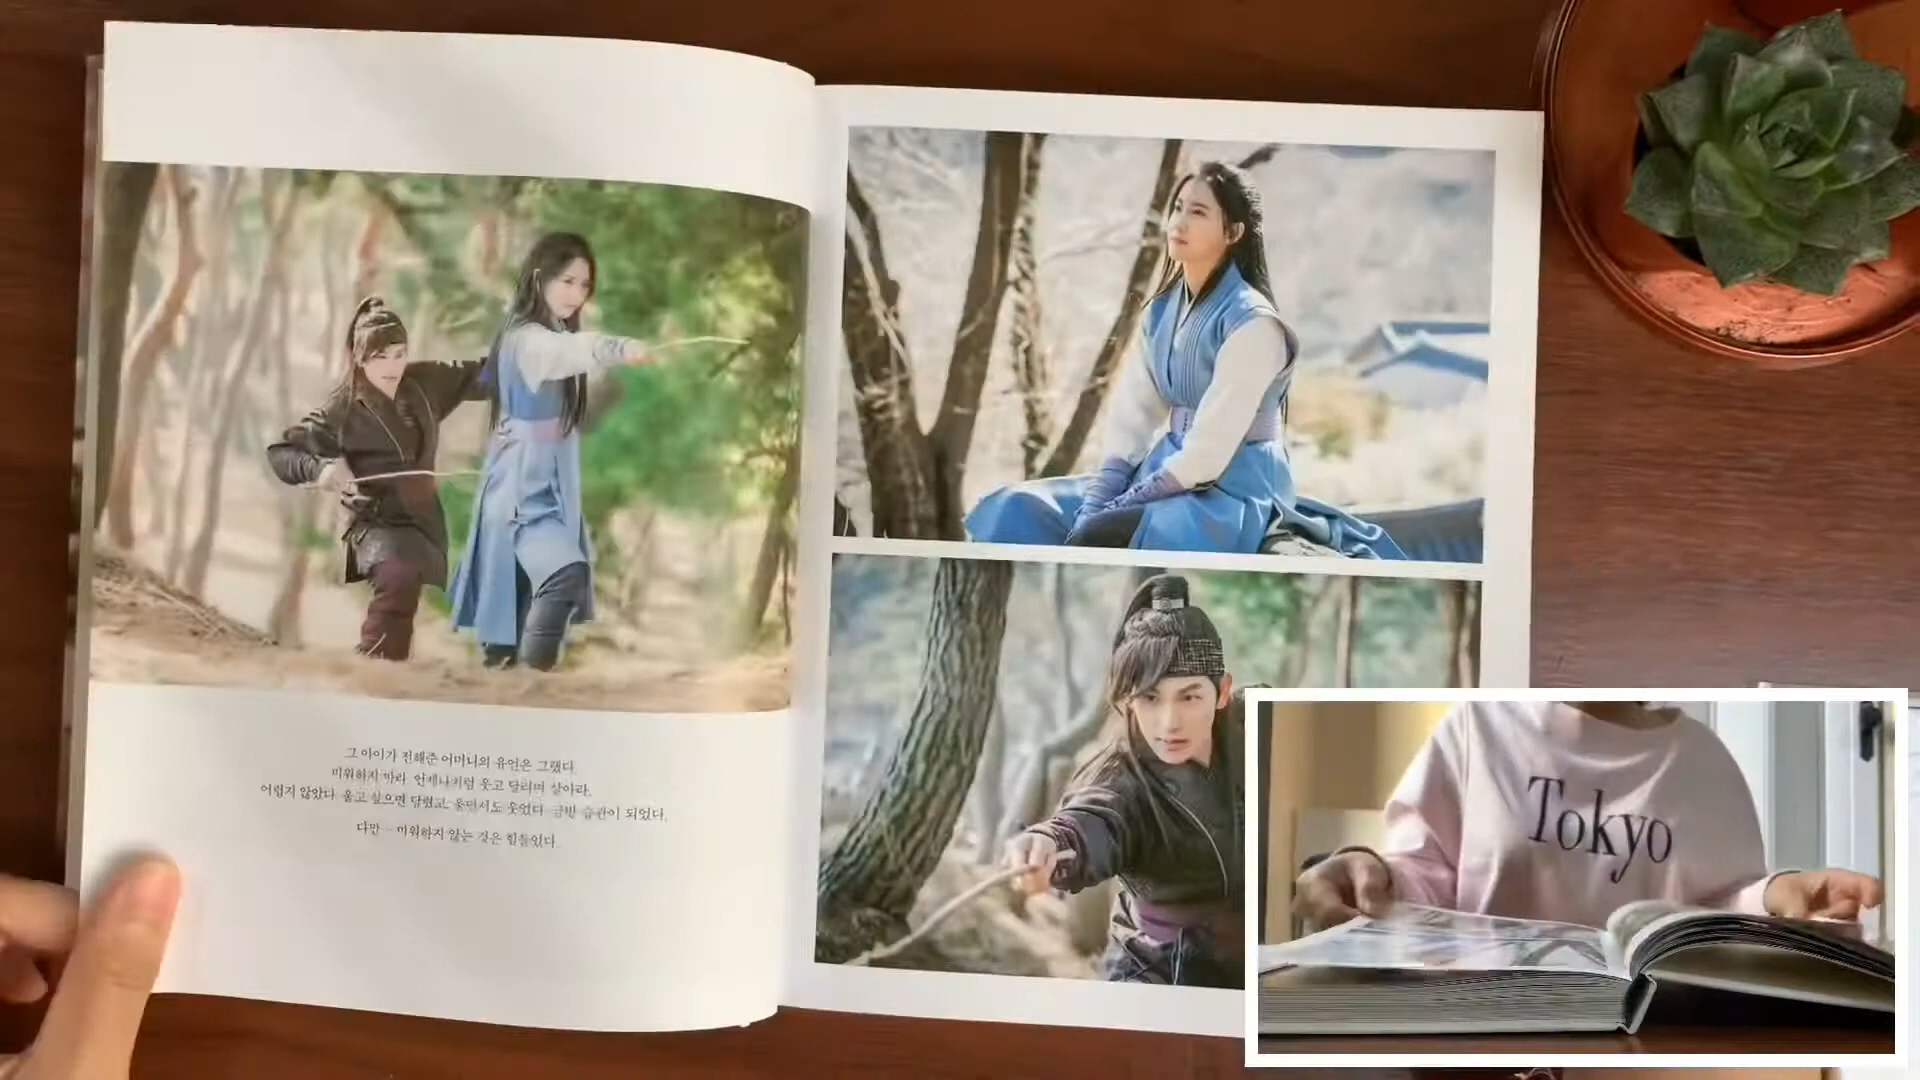 그 아이가 전해준 어머니의 유언은 그랬다.
미워하지 마라. 언제나처럼 웃고 달리며 살아라.
어렵지 않았다. 울고 싶으면 달렸고, 울면서도 웃었다. 금방 습관이 되었다.
다만… 미워하지 않는 것은 힘들었다.
Tokyo